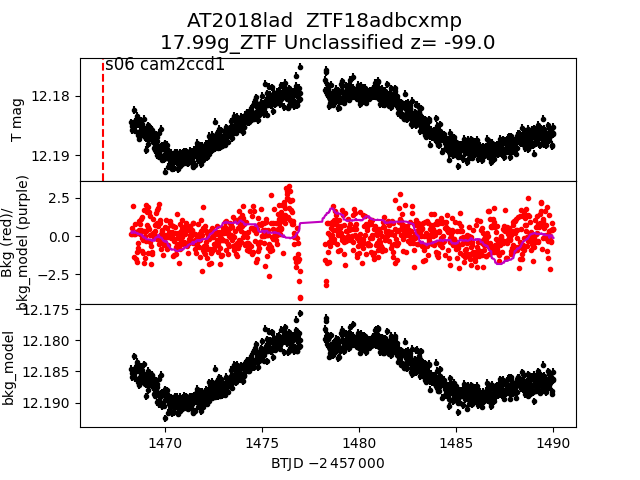 AT2018lad  ZTF18adbcxmp
17.99g_ZTF Unclassified z= -99.0
s06 cam2ccd1
T mag
12.18
12.19
Bkg (red)/
bkg_model (purple)
2.5
0.0
−2.5
bkg_model
12.175
12.180
12.185
12.190
1470
1475
1480
1485
1490
BTJD −2 457 000